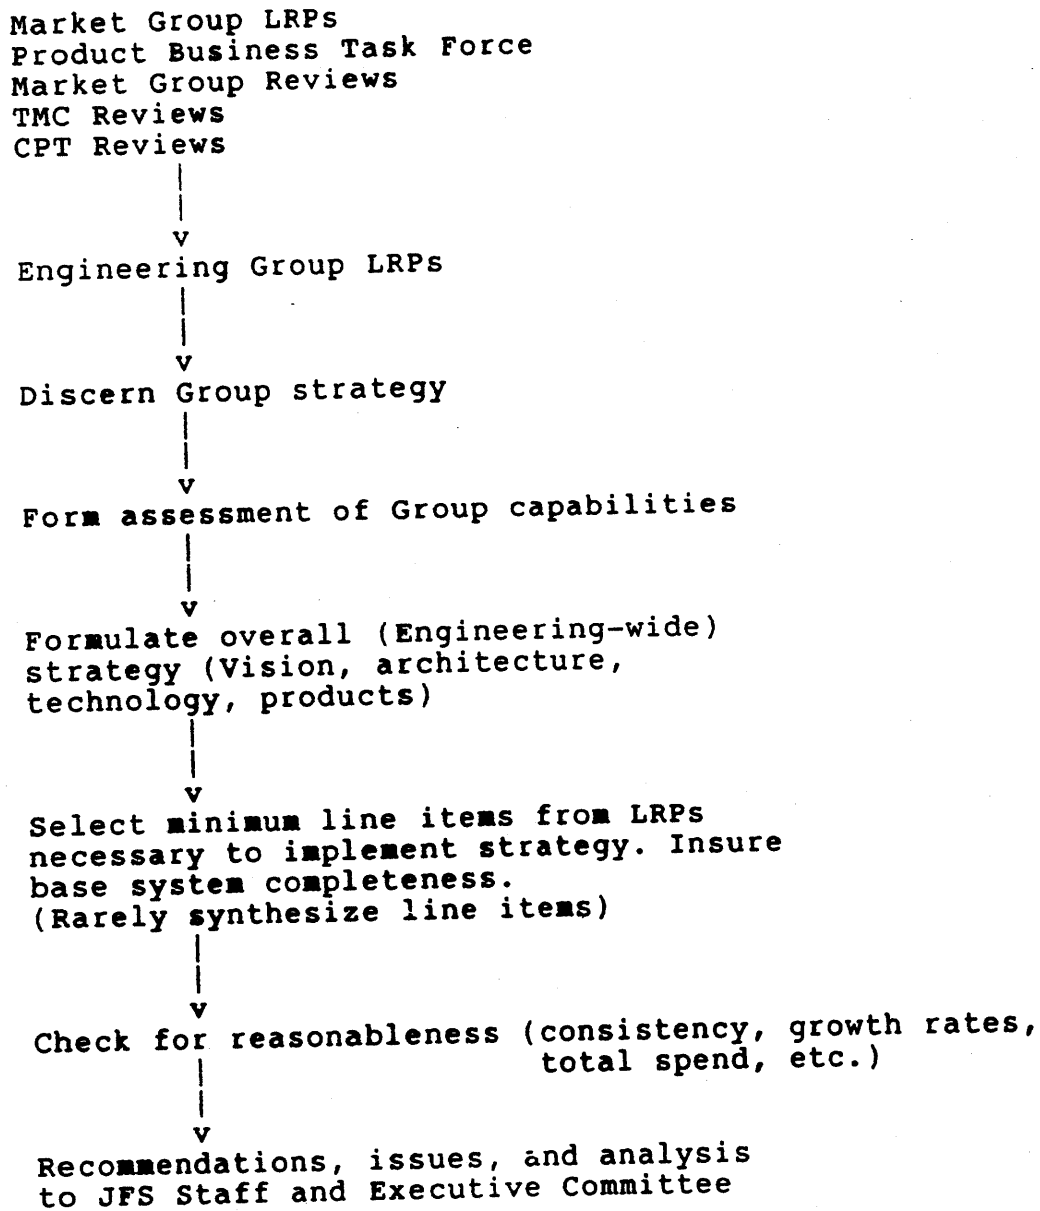 Market Group LRPs
Product Business Task Force
Market Group Reviews
TMC Reviews
CPT Reviews
|
|
v
Engineering Group LRPs
|
|
v
Discern Group strategy
|
|
v
Form assessment of Group capabilities
|
|
v
Formulate overall (Engineering-wide)
strategy (Vision, architecture,
technology, products)
|
|
v
Select minimum line items from LRPs
necessary to implement strategy. Insure
base system completeness.
(Rarely synthesize line items)
|
|
v
Check for reasonableness (consistency, growth rates,
total spend, etc.)
|
|
v
Recommendations, issues, and analysis
to JFS Staff and Executive Committee